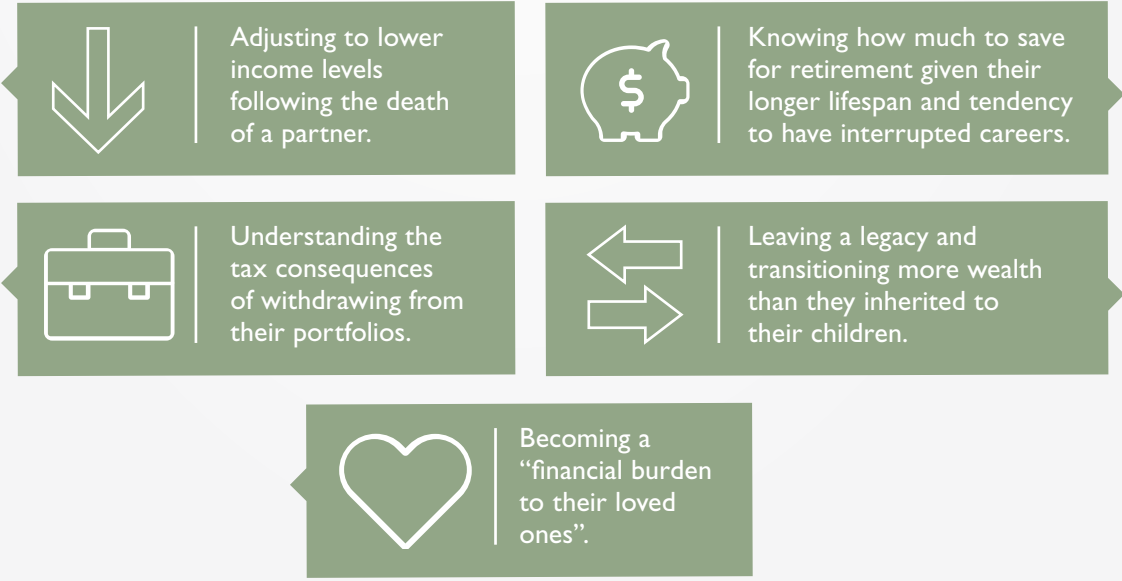 Adjusting to lower
income levels
following the death
of a partner.
$
Knowing how much to save
for retirement given their
longer lifespan and tendency
to have interrupted careers.
Understanding the
tax consequences
of withdrawing from
their portfolios.
Leaving a legacy and
transitioning more wealth
than they inherited to
their children.
Becoming a
“financial burden
to their loved
ones”.